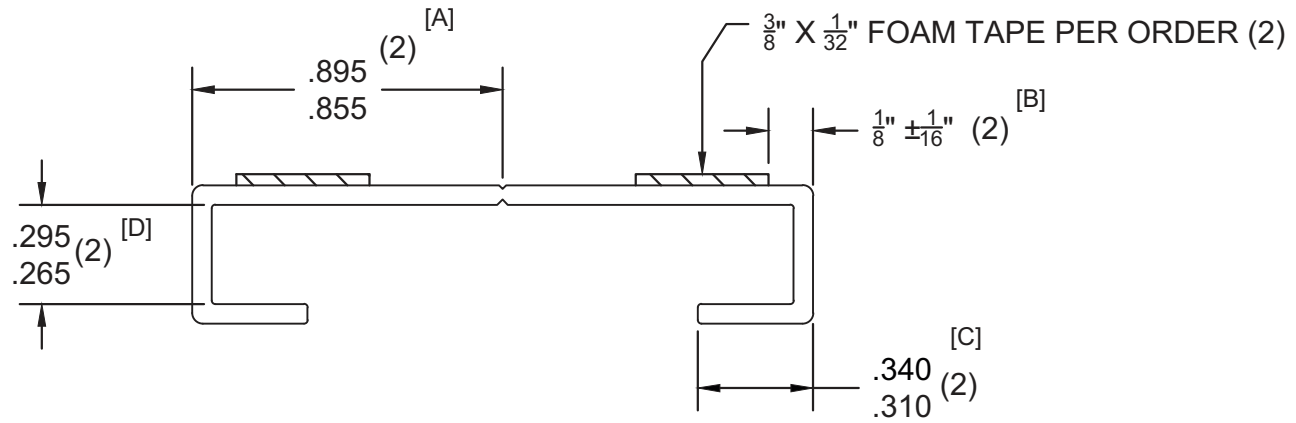 [A]
.895 (2)
.855
3/8" X 1/32" FOAM TAPE PER ORDER (2)
[B]
1/8" ±1/16" (2)
[D]
.295 (2)
.265
[C]
.340 (2)
.310